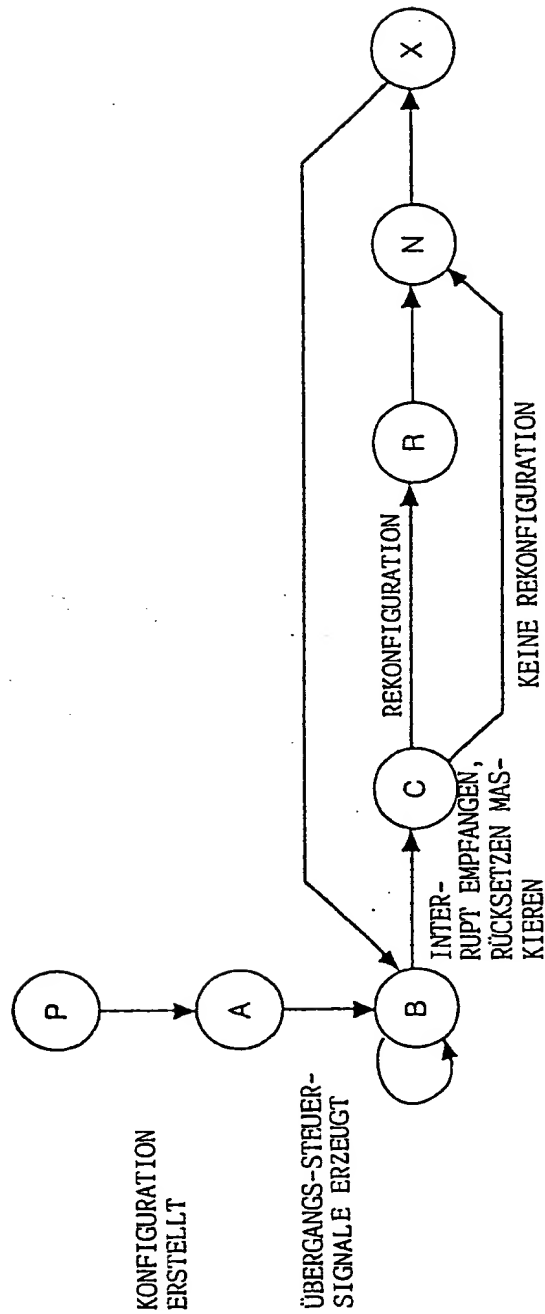 P
KONFIGURATION
ERSTELLT
A
ÜBERGANGS-STEUER-
SIGNALE ERZEUGT
B
INTER-
RUPT EMPFANGEN,
RÜCKSETZEN MAS-
KIEREN
C
REKONFIGURATION
KEINE REKONFIGURATION
R
N
X